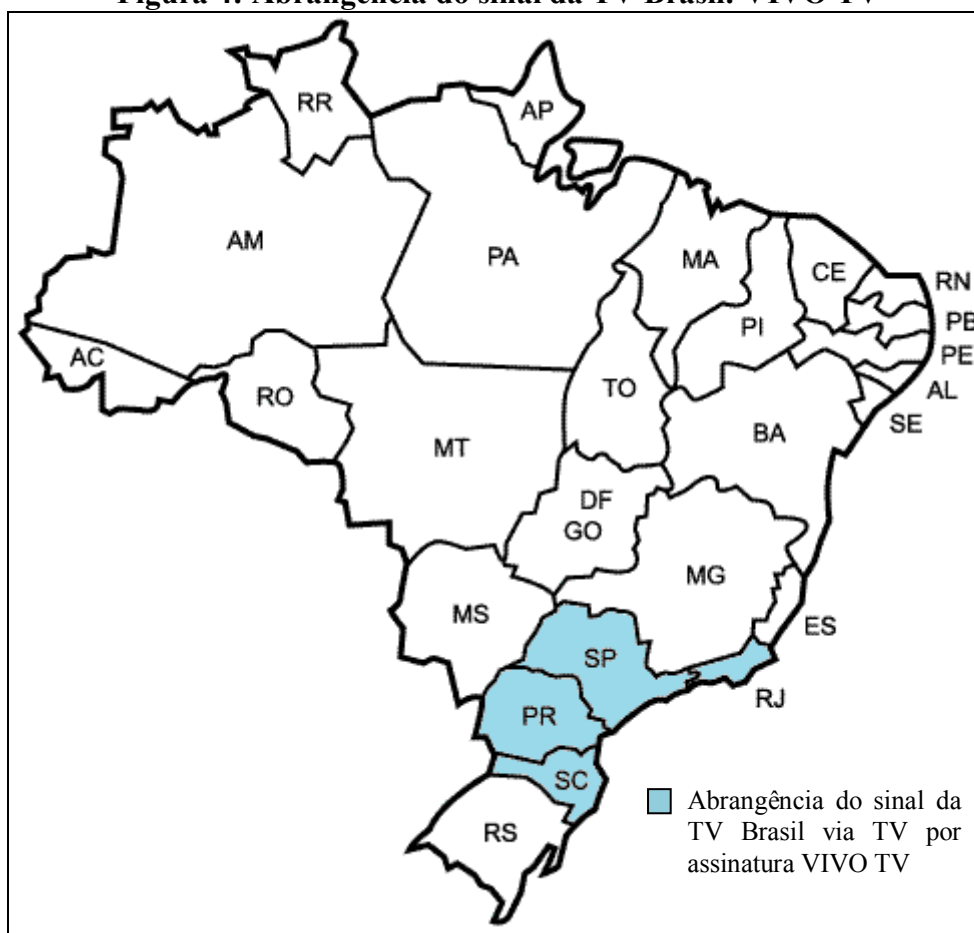 Figura 4: Abrangência do sinal da TV Brasil: VIVO TV
RR
AP
AM
PA
MA
CE
RN
PB
PE
AL
SE
PI
AC
RO
TO
BA
MT
DF
GO
MG
ES
MS
SP
RJ
PR
SC
RS
Abrangência do sinal da
TV Brasil via TV por
assinatura VIVO TV